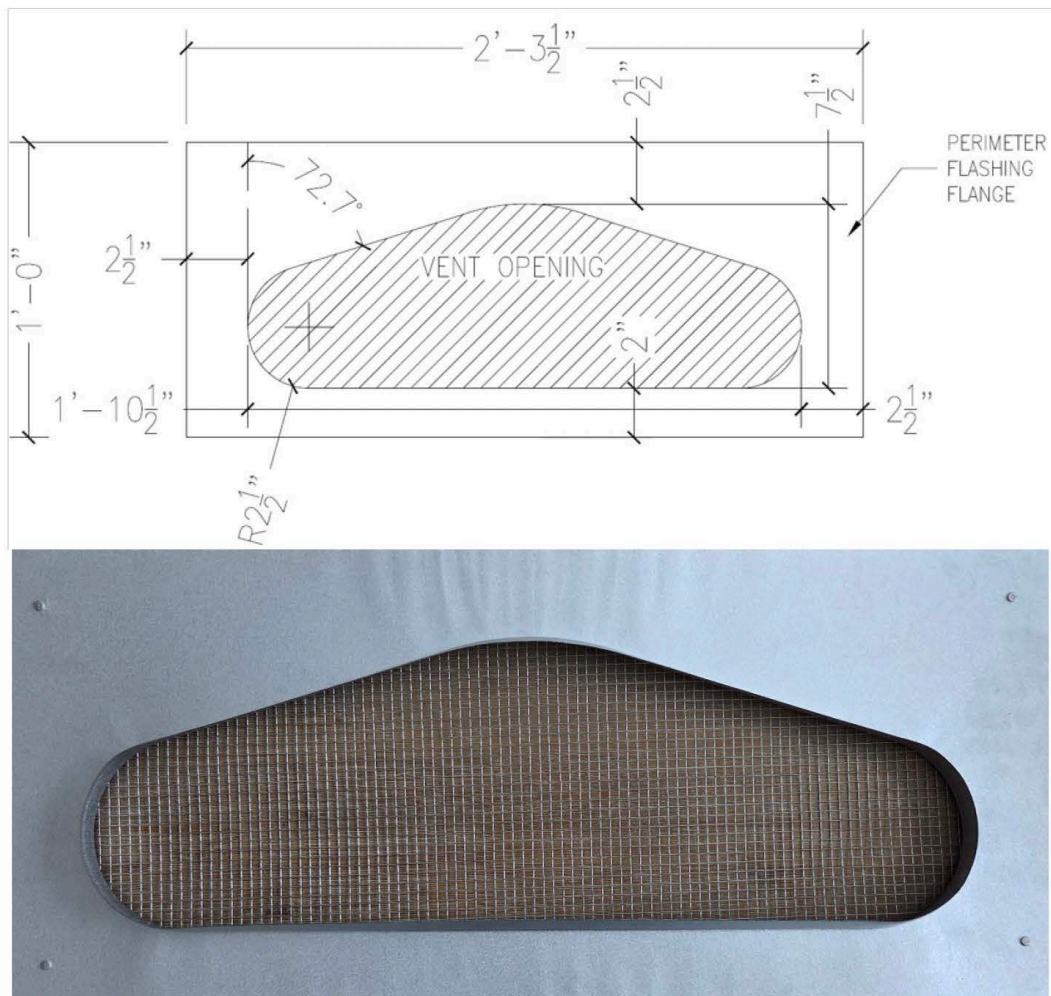 2'-3½"
2½"
7½"
PERIMETER
FLASHING
FLANGE
72.7°
2½"
1'-0"
VENT OPENING
2"
1'-10½"
2½"
R2½"